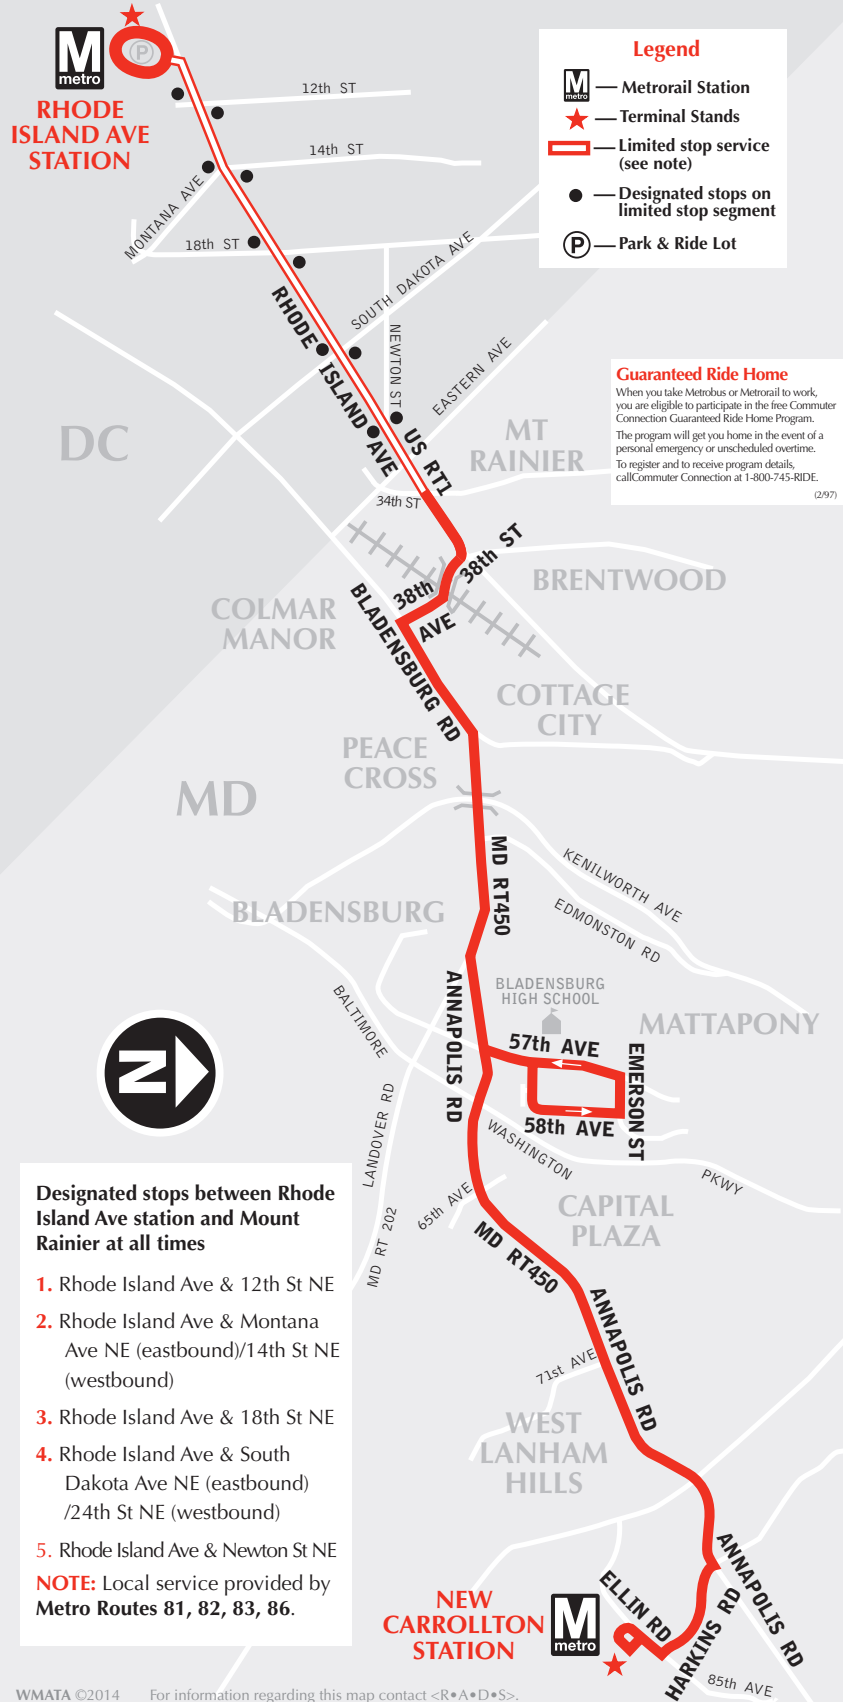 M
metro
P
RHODE
ISLAND AVE
STATION
Legend
M
metro
Metrorail Station
Terminal Stands
Limited stop service
(see note)
Designated stops on
limited stop segment
P
Park & Ride Lot
12th ST
14th ST
MONTANA AVE
18th ST
SOUTH DAKOTA AVE
RHODE ISLAND AVE
NEWTON ST
EASTERN AVE
US RT1
DC
MT
RAINIER
34th ST
Guaranteed Ride Home
When you take Metrobus or Metrorail to work,
you are eligible to participate in the free Commuter
Connection Guaranteed Ride Home Program.
The program will get you home in the event of a
personal emergency or unscheduled overtime.
To register and to receive program details,
callCommuter Connection at 1-800-745-RIDE.
(2/97)
38th ST
38th
AVE
BRENTWOOD
COLMAR
MANOR
BLADENSBURG RD
COTTAGE
CITY
PEACE
CROSS
MD
MD RT450
KENILWORTH AVE
EDMONSTON RD
BLADENSBURG
BLADENSBURG
HIGH SCHOOL
MATTAPONY
BALTIMORE
ANNAPOLIS RD
57th AVE
EMERSON ST
58th AVE
N
LANDOVER RD
WASHINGTON
PKWY
65th AVE
CAPITAL
PLAZA
MD RT 202
MD RT450
ANNAPOLIS RD
71st AVE
WEST
LANHAM
HILLS
Designated stops between Rhode
Island Ave station and Mount
Rainier at all times
1. Rhode Island Ave & 12th St NE
2. Rhode Island Ave & Montana
Ave NE (eastbound)/14th St NE
(westbound)
3. Rhode Island Ave & 18th St NE
4. Rhode Island Ave & South
Dakota Ave NE (eastbound)
/24th St NE (westbound)
5. Rhode Island Ave & Newton St NE
NOTE: Local service provided by
Metro Routes 81, 82, 83, 86.
NEW
CARROLLTON
STATION
M
metro
ELLIN RD
HARKINS RD
ANNAPOLIS RD
85th AVE
WMATA ©2014 For information regarding this map contact <R•A•D•S>.